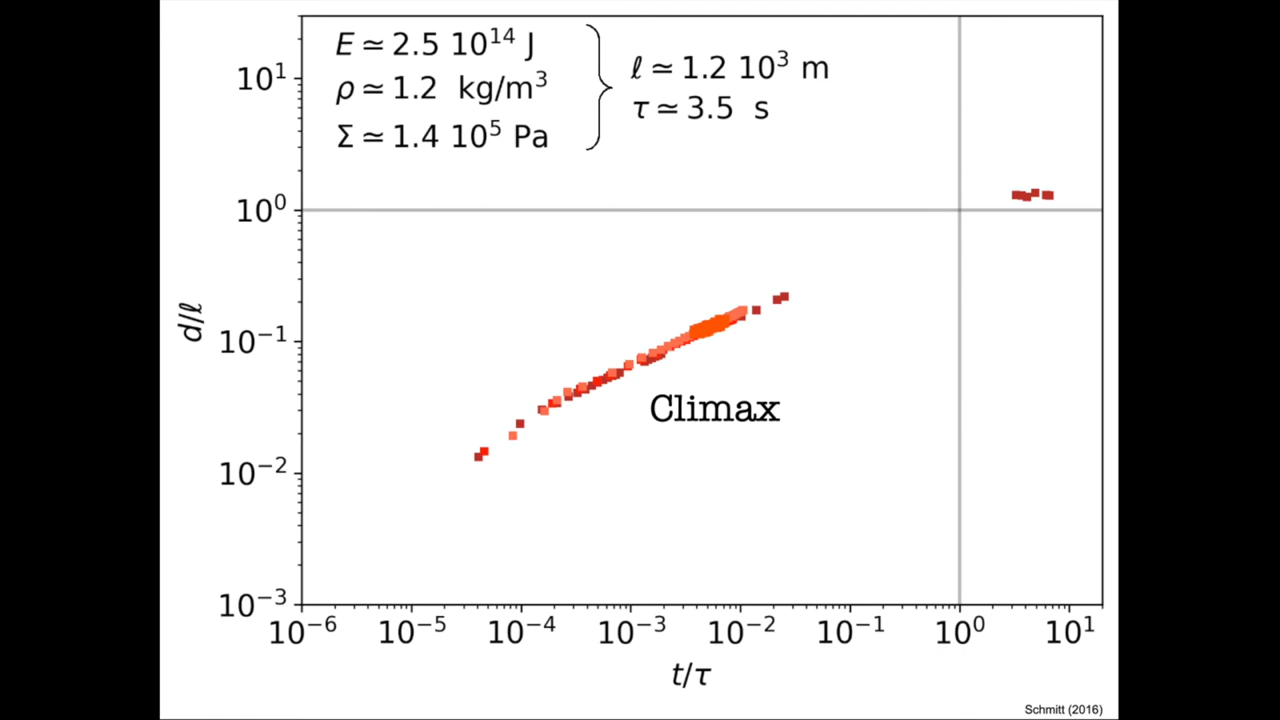 E ≃ 2.5 10¹⁴ J
ρ ≃ 1.2 kg/m³
Σ ≃ 1.4 10⁵ Pa
ℓ ≃ 1.2 10³ m
τ ≃ 3.5 s
10¹
10⁰
10⁻¹
10⁻²
10⁻³
d/ℓ
Climax
10⁻⁶ 10⁻⁵ 10⁻⁴ 10⁻³ 10⁻² 10⁻¹ 10⁰ 10¹
t/τ
Schmitt (2016)